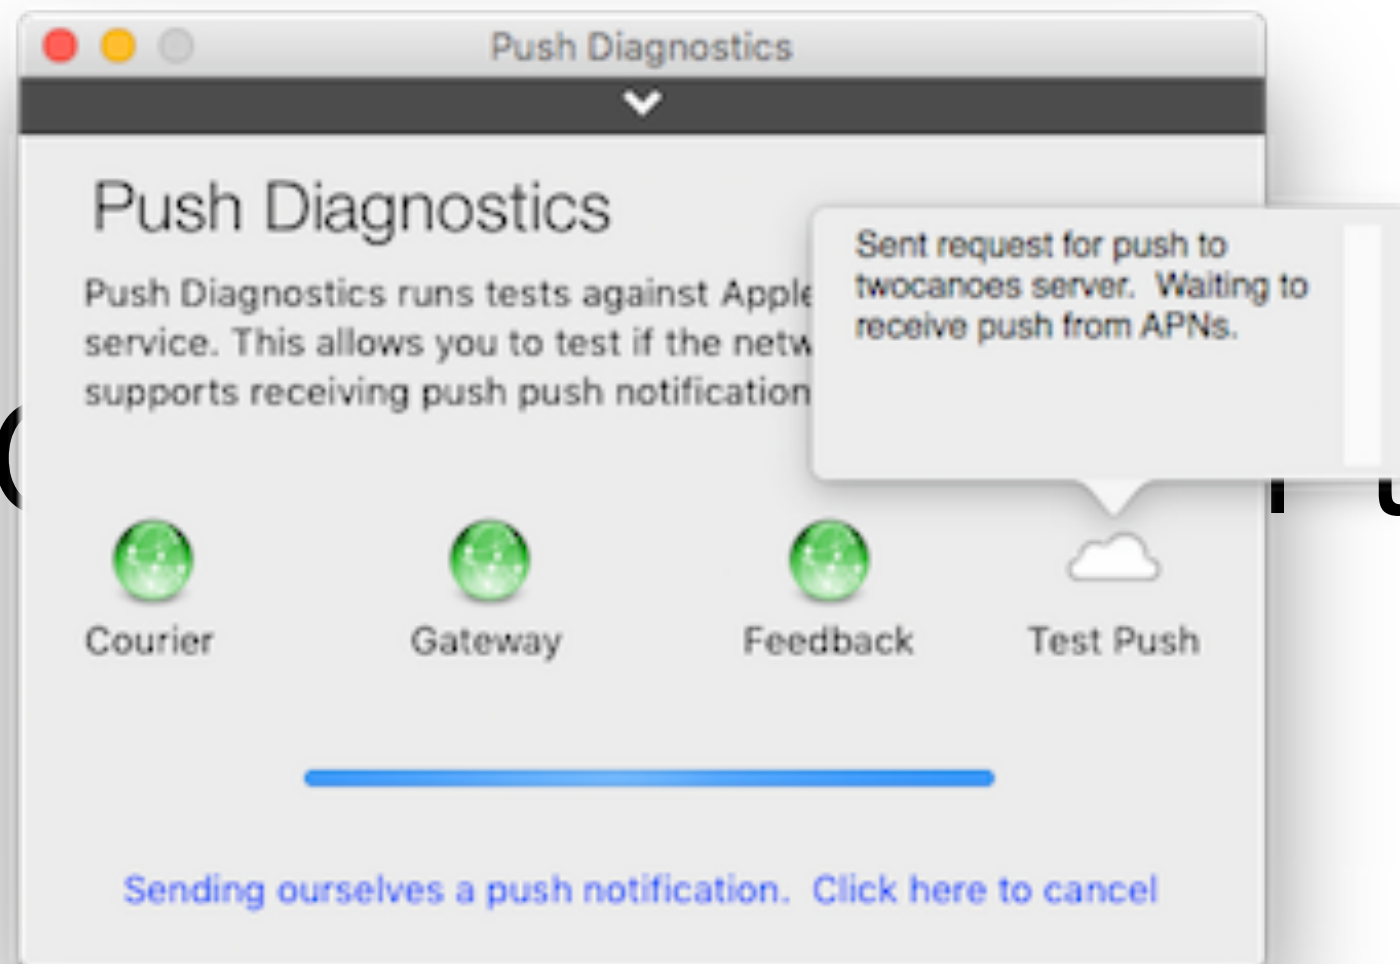 Push Diagnostics
Push Diagnostics
Push Diagnostics runs tests against Apple
service. This allows you to test if the netw
supports receiving push push notification
Sent request for push to
twocanoes server.  Waiting to
receive push from APNs.
Courier
Gateway
Feedback
Test Push
Sending ourselves a push notification.  Click here to cancel